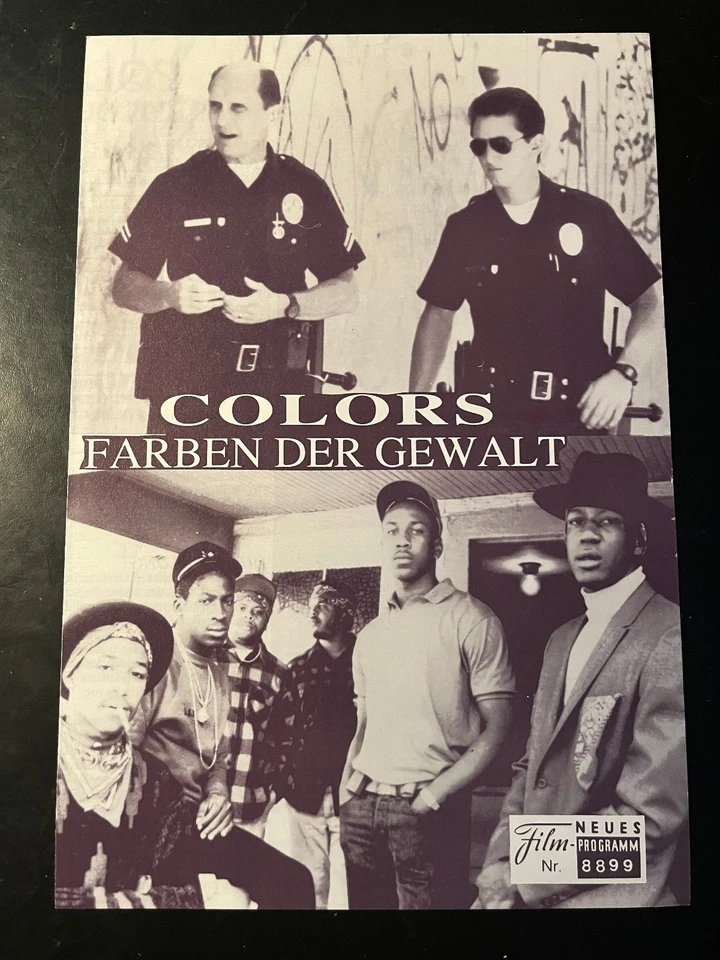 COLORS
FARBEN DER GEWALT
Film-
NEUES
PROGRAMM
Nr. 8899